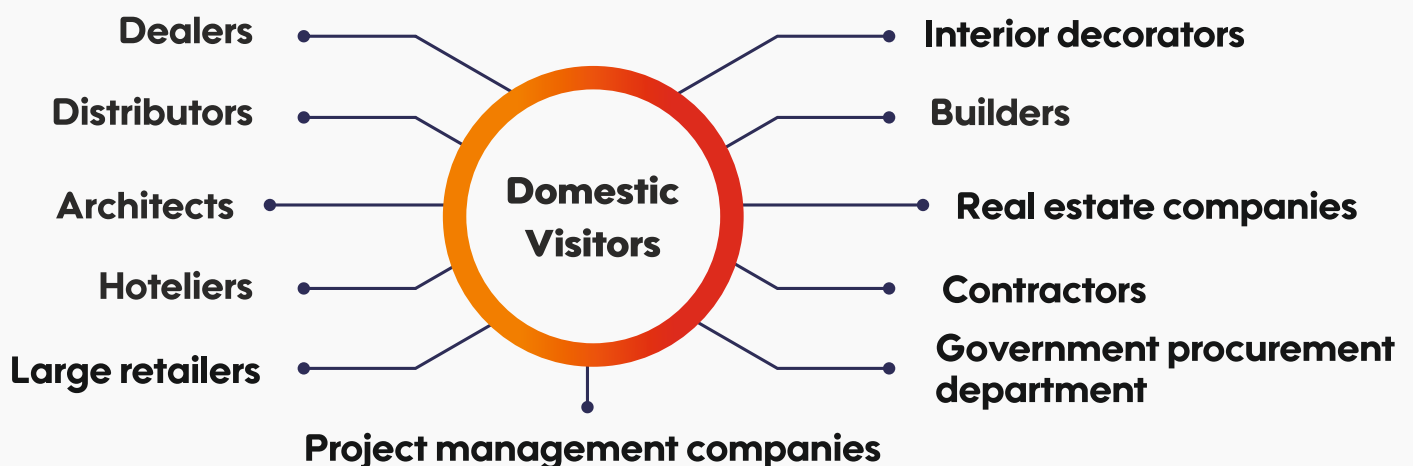 Dealers
Distributors
Architects
Hoteliers
Large retailers
Domestic
Visitors
Interior decorators
Builders
Real estate companies
Contractors
Government procurement
department
Project management companies